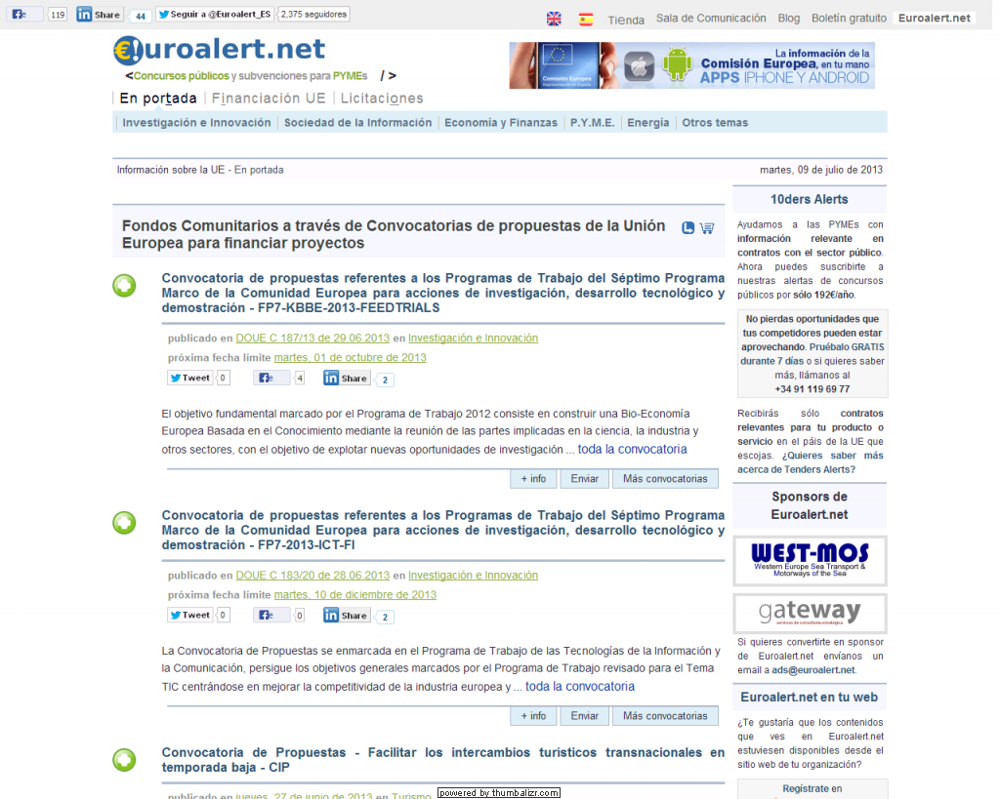 119
Share
44
Seguir a @Euroalert_ES
2,375 seguidores
Tienda
Sala de Comunicación
Blog
Boletín gratuito
Euroalert.net
€uroalert.net
<Concursos públicos y subvenciones para PYMEs / >
La información de la
Comisión Europea, en tu mano
APPS IPHONE Y ANDROID
Comisión Europea
En portada
Financiación UE
Licitaciones
Investigación e Innovación
Sociedad de la Información
Economía y Finanzas
P.Y.M.E.
Energía
Otros temas
Información sobre la UE - En portada
martes, 09 de julio de 2013
Fondos Comunitarios a través de Convocatorias de propuestas de la Unión
Europea para financiar proyectos
Convocatoria de propuestas referentes a los Programas de Trabajo del Séptimo Programa
Marco de la Comunidad Europea para acciones de investigación, desarrollo tecnológico y
demostración - FP7-KBBE-2013-FEEDTRIALS
publicado en DOUE C 187/13 de 29.06.2013 en Investigación e Innovación
próxima fecha límite martes, 01 de octubre de 2013
Tweet
0
4
Share
2
El objetivo fundamental marcado por el Programa de Trabajo 2012 consiste en construir una Bio-Economía
Europea Basada en el Conocimiento mediante la reunión de las partes implicadas en la ciencia, la industria y
otros sectores, con el objetivo de explotar nuevas oportunidades de investigación ... toda la convocatoria
+ info
Enviar
Más convocatorias
Convocatoria de propuestas referentes a los Programas de Trabajo del Séptimo Programa
Marco de la Comunidad Europea para acciones de investigación, desarrollo tecnológico y
demostración - FP7-2013-ICT-FI
publicado en DOUE C 183/20 de 28.06.2013 en Investigación e Innovación
próxima fecha límite martes, 10 de diciembre de 2013
Tweet
0
0
Share
2
La Convocatoria de Propuestas se enmarcada en el Programa de Trabajo de las Tecnologías de la Información y
la Comunicación, persigue los objetivos generales marcados por el Programa de Trabajo revisado para el Tema
TIC centrándose en mejorar la competitividad de la industria europea y ... toda la convocatoria
+ info
Enviar
Más convocatorias
Convocatoria de Propuestas - Facilitar los intercambios turísticos transnacionales en
temporada baja - CIP
publicado en jueves, 27 de junio de 2013 en Turismo
10ders Alerts
Ayudamos a las PYMEs con
información relevante en
contratos con el sector público.
Ahora puedes suscribirte a
nuestras alertas de concursos
públicos por sólo 192€/año.
No pierdas oportunidades que
tus competidores pueden estar
aprovechando. Pruébalo GRATIS
durante 7 días o si quieres saber
más, llámanos al
+34 91 119 69 77
Recibirás sólo contratos
relevantes para tu producto o
servicio en el páis de la UE que
escojas. ¿Quieres saber más
acerca de Tenders Alerts?
Sponsors de
Euroalert.net
WEST-MOS
Western Europe Sea Transport &
Motorways of the Sea
gateway
servicios de consultoría estratégica
Si quieres convertirte en sponsor
de Euroalert.net envíanos un
email a ads@euroalert.net.
Euroalert.net en tu web
¿Te gustaría que los contenidos
que ves en Euroalert.net
estuviesen disponibles desde el
sitio web de tu organización?
Regístrate en
powered by thumbalizr.com